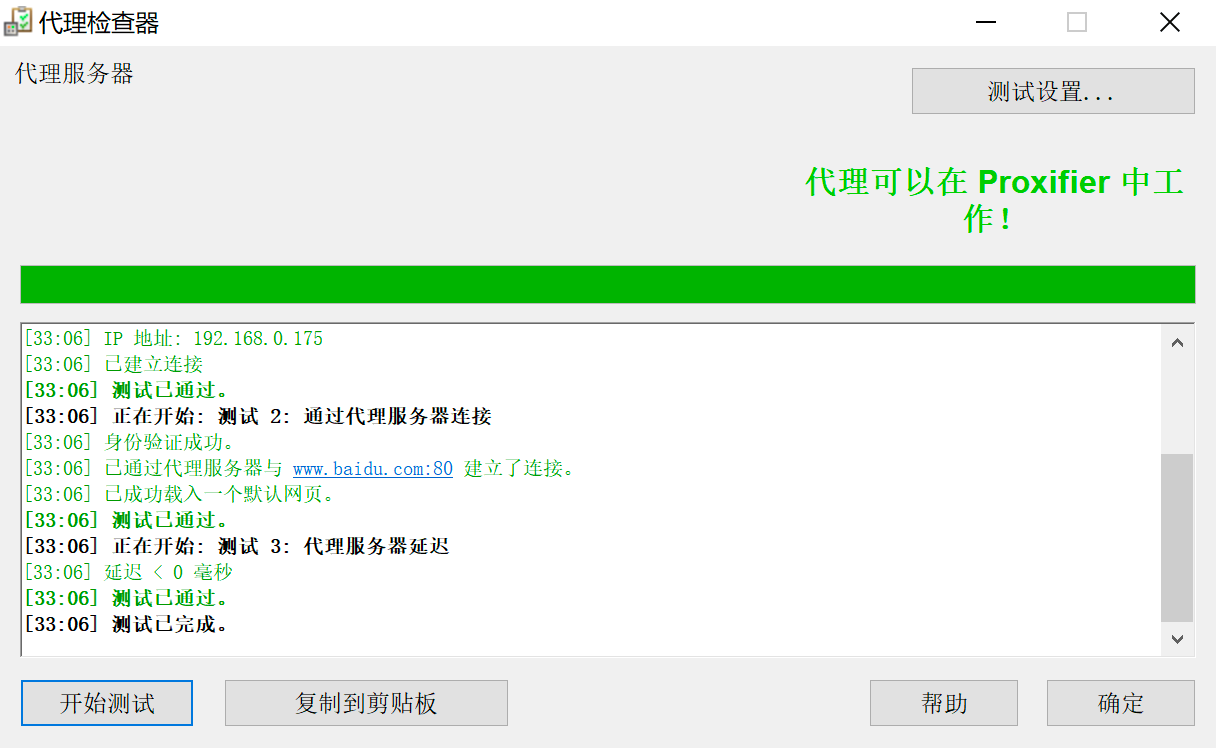 代理检查器
代理服务器
测试设置...
代理可以在 Proxifier 中工
作！
[33:06] IP 地址: 192.168.0.175
[33:06] 已建立连接
[33:06] 测试已通过。
[33:06] 正在开始: 测试 2: 通过代理服务器连接
[33:06] 身份验证成功。
[33:06] 已通过代理服务器与 www.baidu.com:80 建立了连接。
[33:06] 已成功载入一个默认网页。
[33:06] 测试已通过。
[33:06] 正在开始: 测试 3: 代理服务器延迟
[33:06] 延迟 < 0 毫秒
[33:06] 测试已通过。
[33:06] 测试已完成。
开始测试
复制到剪贴板
帮助
确定